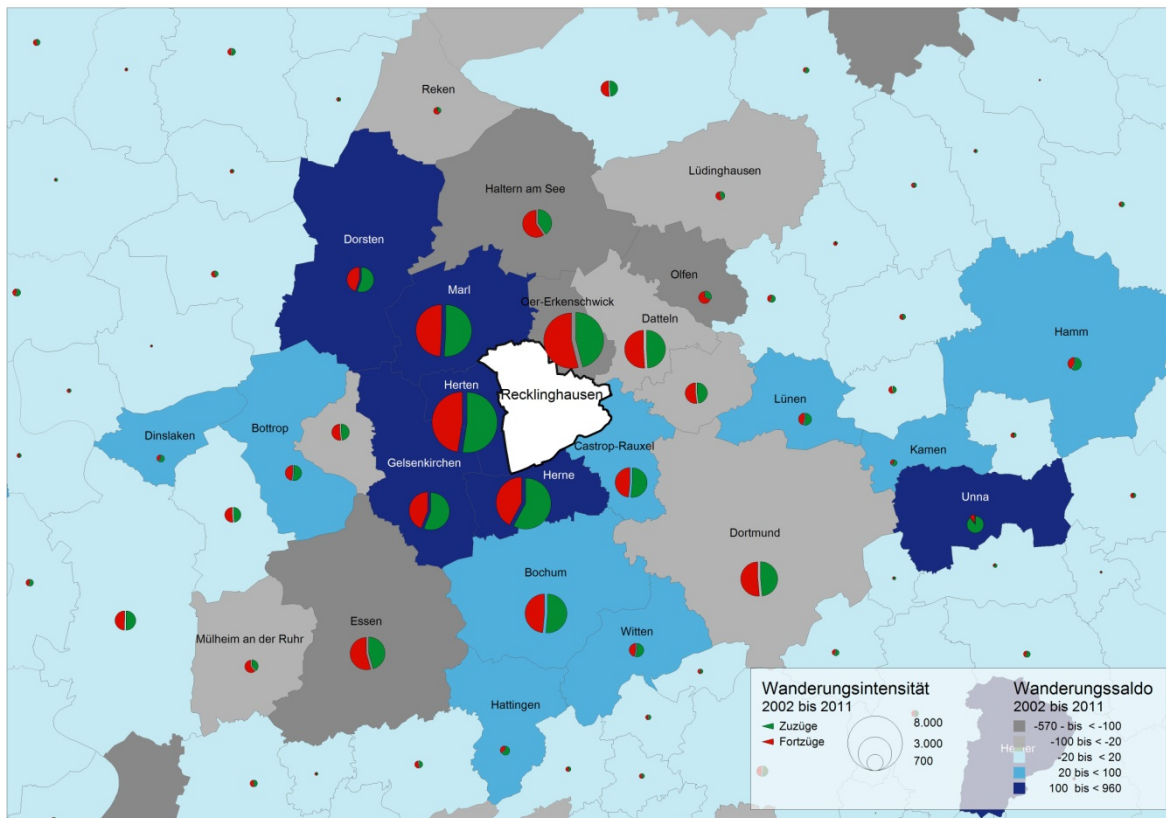 Reken
Lüdinghausen
Haltern am See
Dorsten
Olfen
Marl
Oer-Erkenschwick
Datteln
Hamm
Herten
Recklinghausen
Lünen
Dinslaken
Bottrop
Castrop-Rauxel
Kamen
Gelsenkirchen
Herne
Unna
Dortmund
Bochum
Essen
Witten
Mülheim an der Ruhr
Hattingen
Wanderungsintensität
2002 bis 2011
Zuzüge
Fortzüge
8.000
3.000
700
Wanderungssaldo
2002 bis 2011
-570 - bis < -100
-100 bis < -20
-20 bis < 20
20 bis < 100
100 bis < 960